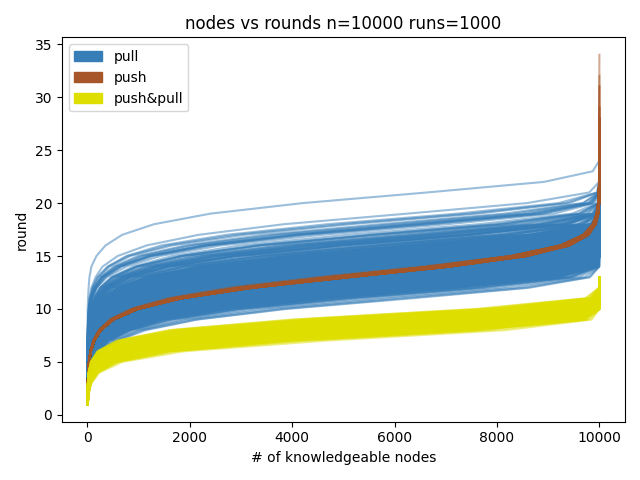 nodes vs rounds n=10000 runs=1000
35
30
25
20
15
10
5
0
round
pull
push
push&pull
0 2000 4000 6000 8000 10000
# of knowledgeable nodes